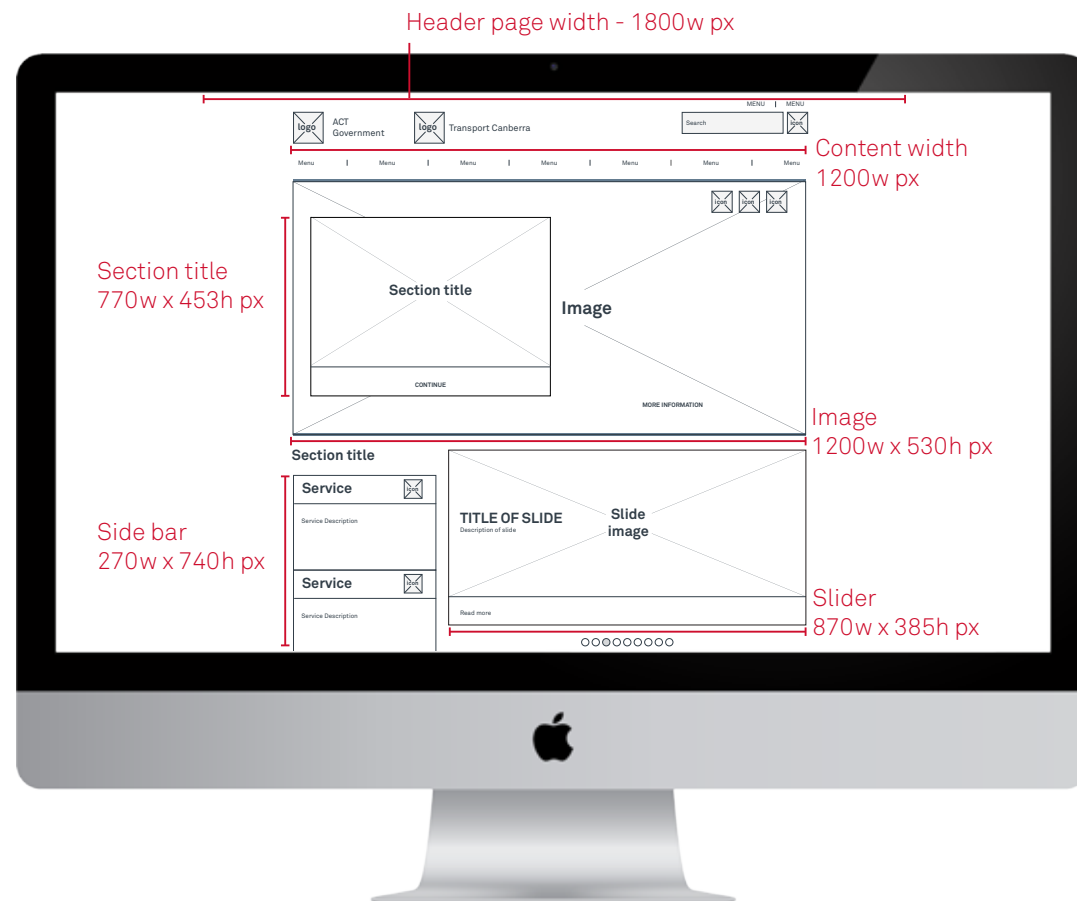 Header page width - 1800w px
MENU | MENU
logo
ACT
Government
logo
Transport Canberra
Search
icon
Content width
1200w px
Menu | Menu | Menu | Menu | Menu | Menu | Menu
icon icon icon
Section title
770w x 453h px
Section title
Image
CONTINUE
MORE INFORMATION
Image
1200w x 530h px
Section title
Service
icon
Service Description
Side bar
270w x 740h px
Service
icon
Service Description
TITLE OF SLIDE
Description of slide
Slide
image
Read more
Slider
870w x 385h px